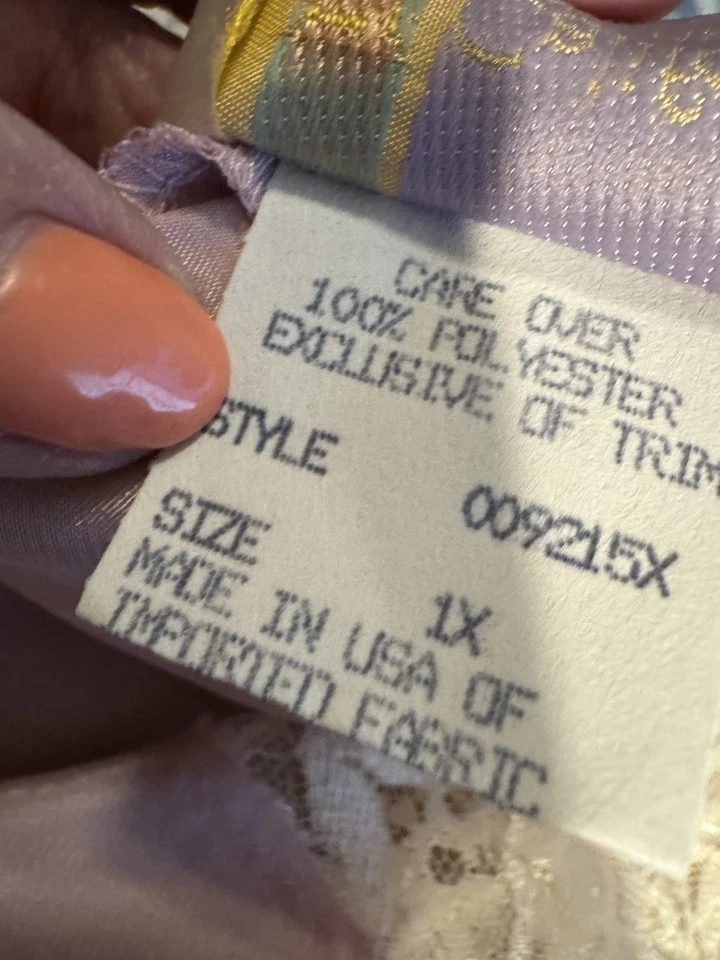 CARE OVER
100% POLYESTER
EXCLUSIVE OF TRIM
STYLE 009215X
SIZE 1X
MADE IN USA OF
IMPORTED FABRIC